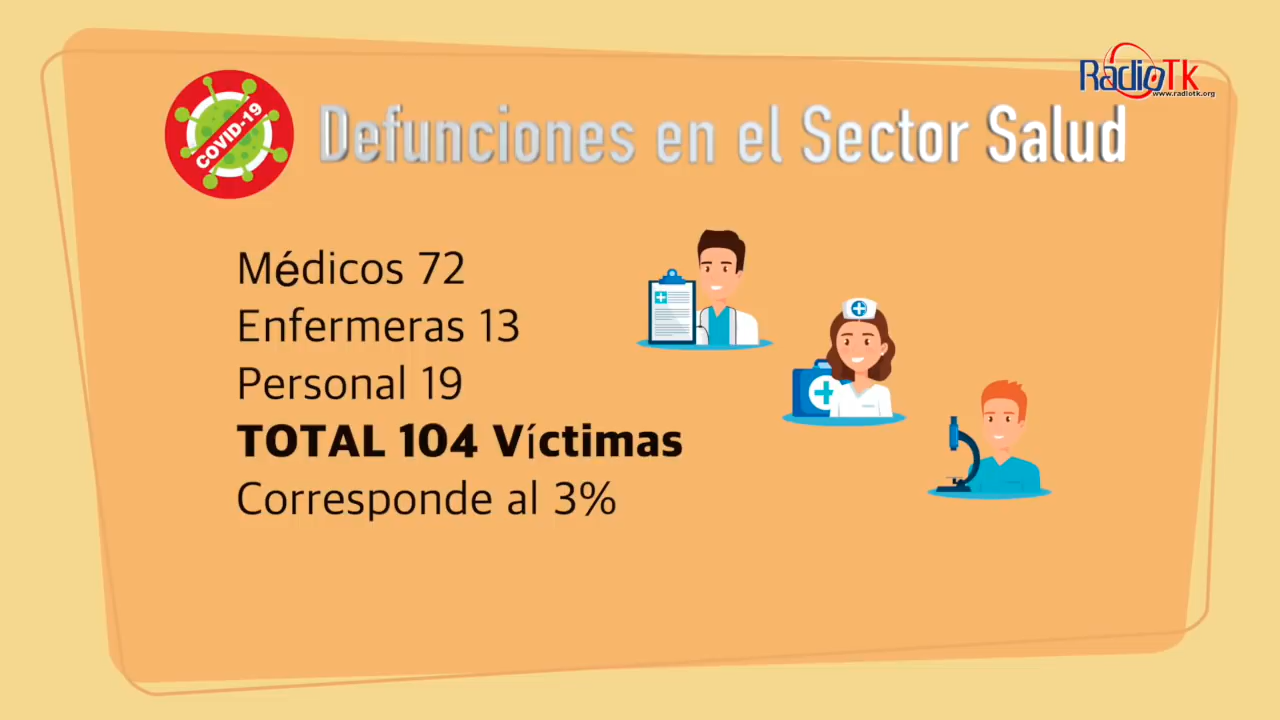 RadioTk
www.radiotk.org
COVID-19
Defunciones en el Sector Salud
Médicos 72
Enfermeras 13
Personal 19
TOTAL 104 Víctimas
Corresponde al 3%